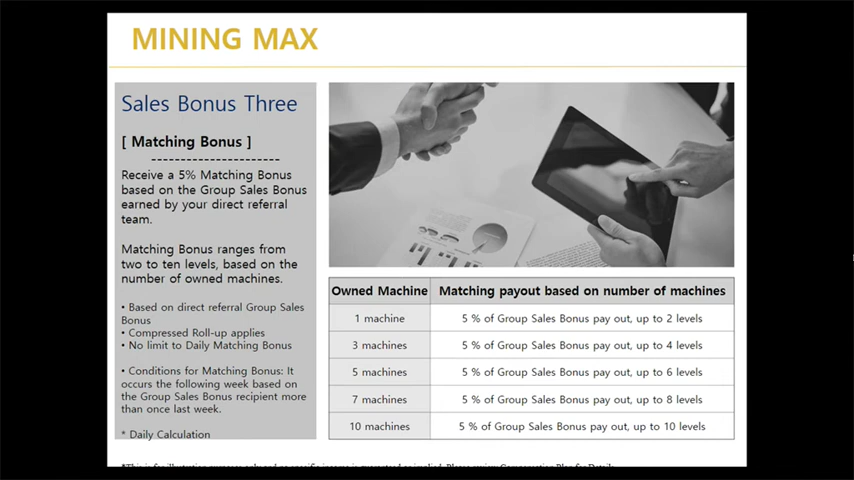 MINING MAX
Sales Bonus Three
[ Matching Bonus ]
----------------------
Receive a 5% Matching Bonus
based on the Group Sales Bonus
earned by your direct referral
team.
Matching Bonus ranges from
two to ten levels, based on the
number of owned machines.
• Based on direct referral Group Sales
Bonus
• Compressed Roll-up applies
• No limit to Daily Matching Bonus
• Conditions for Matching Bonus: It
occurs the following week based on
the Group Sales Bonus recipient more
than once last week.
* Daily Calculation
Owned Machine Matching payout based on number of machines
1 machine 5 % of Group Sales Bonus pay out, up to 2 levels
3 machines 5 % of Group Sales Bonus pay out, up to 4 levels
5 machines 5 % of Group Sales Bonus pay out, up to 6 levels
7 machines 5 % of Group Sales Bonus pay out, up to 8 levels
10 machines 5 % of Group Sales Bonus pay out, up to 10 levels